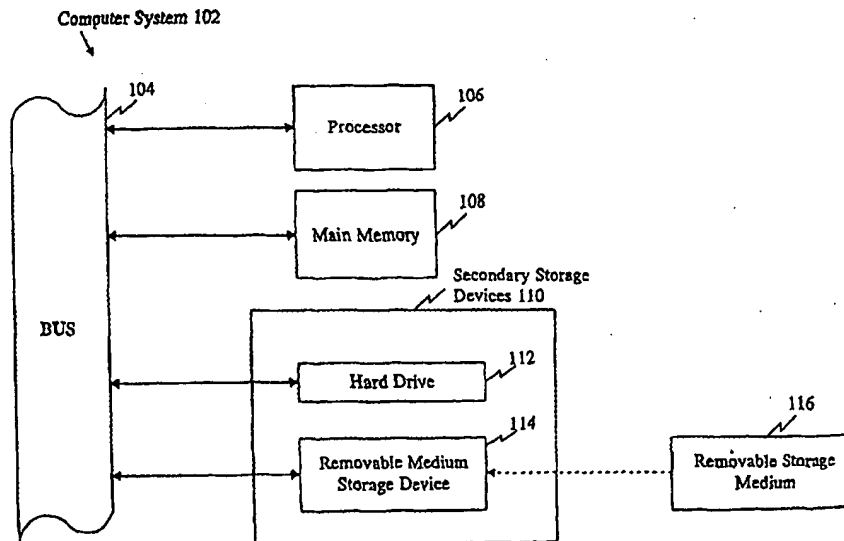 Computer System 102
104
106
Processor
108
Main Memory
Secondary Storage
Devices 110
BUS
112
Hard Drive
114
Removable Medium
Storage Device
116
Removable Storage
Medium